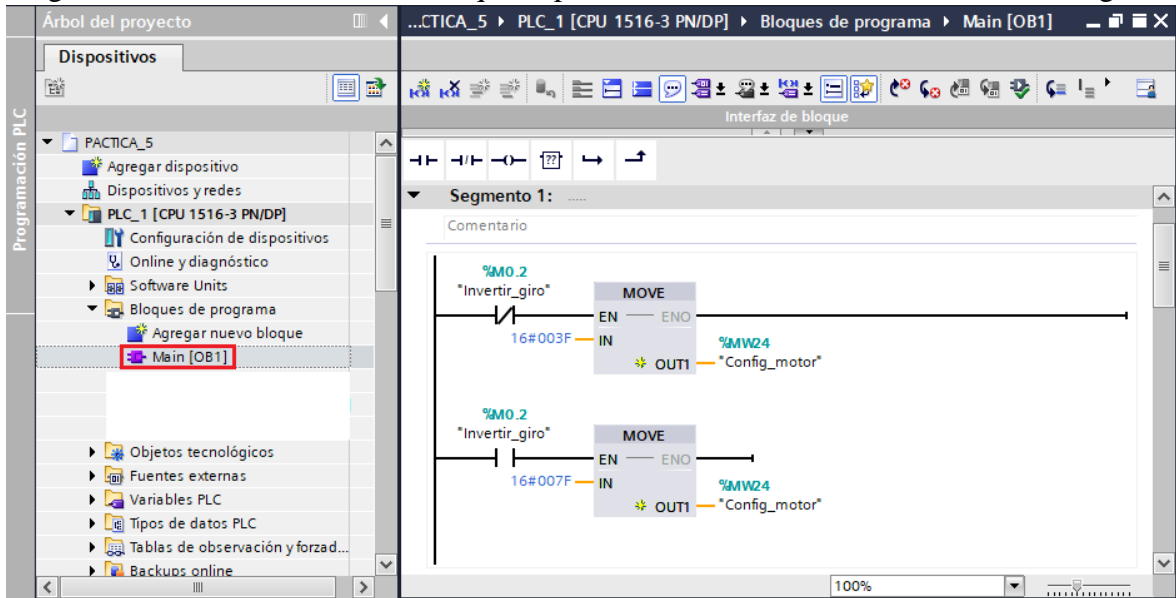 Árbol del proyecto
Dispositivos
Programación PLC
PACTICA_5
Agregar dispositivo
Dispositivos y redes
PLC_1 [CPU 1516-3 PN/DP]
Configuración de dispositivos
Online y diagnóstico
Software Units
Bloques de programa
Agregar nuevo bloque
Main [OB1]
Objetos tecnológicos
Fuentes externas
Variables PLC
Tipos de datos PLC
Tablas de observación y forzad...
Backups online
...CTICA_5 PLC_1 [CPU 1516-3 PN/DP] Bloques de programa Main [OB1]
Interfaz de bloque
??
Segmento 1: .....
Comentario
%M0.2
"Invertir_giro"
MOVE
EN ENO
16#003F IN
%MW24
OUT1 "Config_motor"
%M0.2
"Invertir_giro"
MOVE
EN ENO
16#007F IN
%MW24
OUT1 "Config_motor"
100%